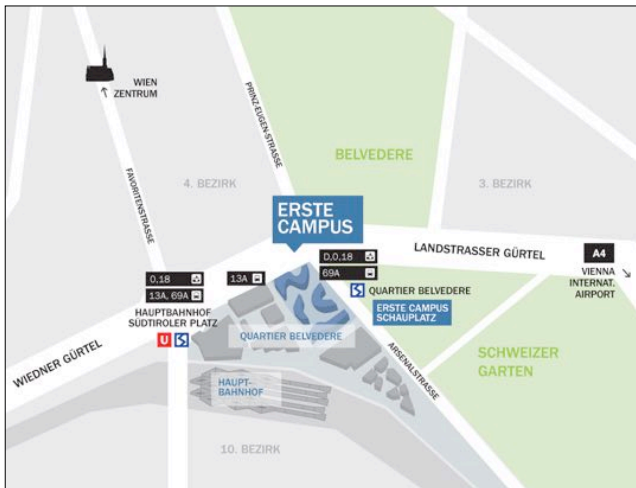 WIEN
ZENTRUM
PRINZ-EUGEN-STRASSE
BELVEDERE
FAVORITENSTRASSE
4. BEZIRK
3. BEZIRK
ERSTE
CAMPUS
LANDSTRASSER GÜRTEL
A4
VIENNA
INTERNAT.
AIRPORT
D,O,18
69A
13A
O,18
13A, 69A
HAUPTBAHNHOF
SÜDTIROLER PLATZ
U S
S QUARTIER BELVEDERE
ERSTE CAMPUS
SCHAUPLATZ
WIEDNER GÜRTEL
QUARTIER BELVEDERE
SCHWEIZER
GARTEN
ARSENALSTRASSE
HAUPT-
BAHNHOF
10. BEZIRK